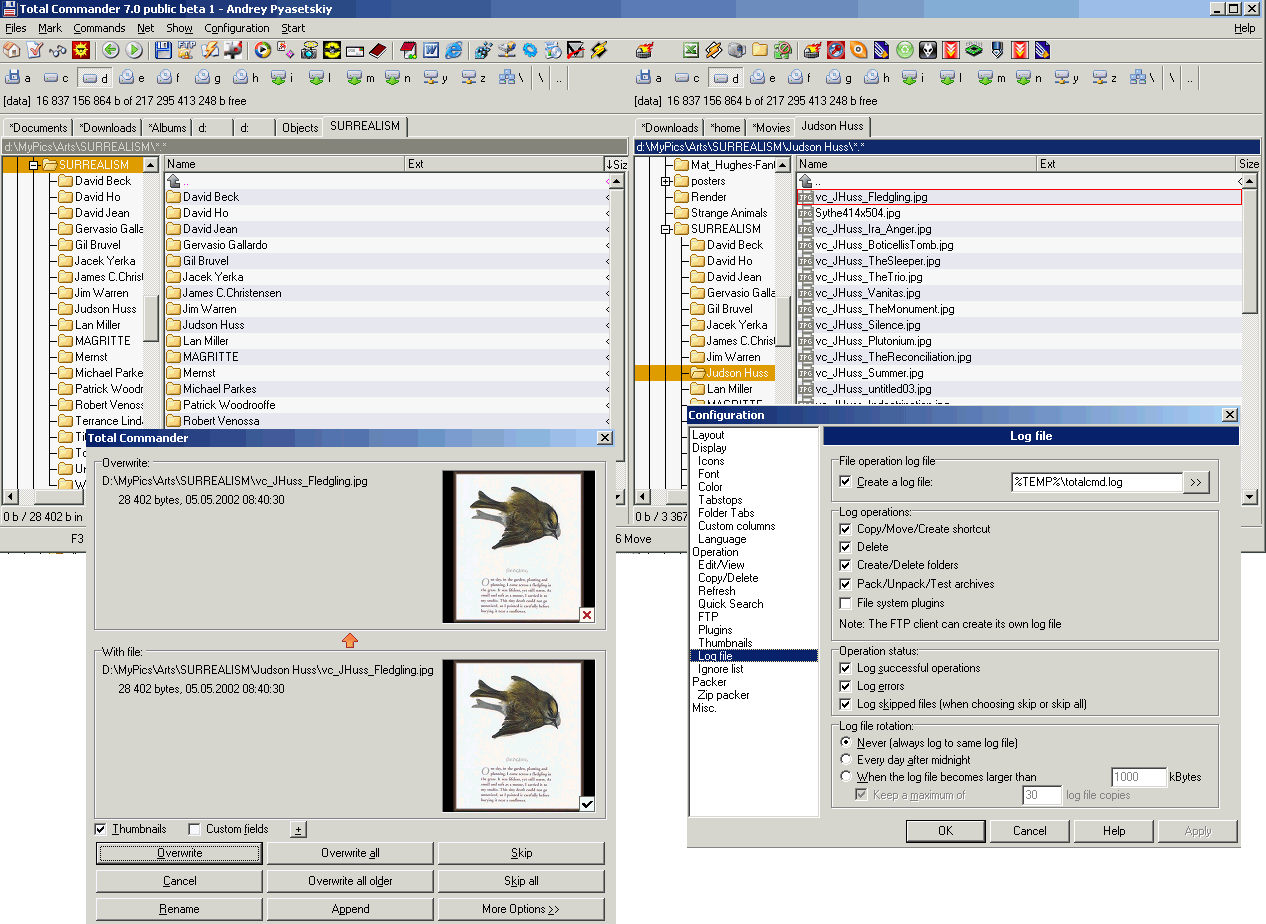 Total Commander 7.0 public beta 1 - Andrey Pyasetskiy
Files Mark Commands Net Show Configuration Start Help
a c d e f g h i l m n y z \ \ ..
a c d e f g h i l m n y z \ \ ..
[data] 16 837 156 864 b of 217 295 413 248 b free
[data] 16 837 156 864 b of 217 295 413 248 b free
*Documents *Downloads *Albums d: d: Objects SURREALISM
*Downloads *home *Movies Judson Huss
d:\MyPics\Arts\SURREALISM\*.*
d:\MyPics\Arts\SURREALISM\Judson Huss\*.*
SURREALISM
David Beck
David Ho
David Jean
Gervasio Galla
Gil Bruvel
Jacek Yerka
James C.Christ
Jim Warren
Judson Huss
Lan Miller
MAGRITTE
Mernst
Michael Parke
Patrick Woodr
Robert Venoss
Terrance Lind
Name Ext ↓Siz
..
David Beck
David Ho
David Jean
Gervasio Gallardo
Gil Bruvel
Jacek Yerka
James C.Christensen
Jim Warren
Judson Huss
Lan Miller
MAGRITTE
Mernst
Michael Parkes
Patrick Woodrooffe
Robert Venossa
0 b / 28 402 b in
F3
Mat_Hughes-Fant
posters
Render
Strange Animals
SURREALISM
David Beck
David Ho
David Jean
Gervasio Galla
Gil Bruvel
Jacek Yerka
James C.Christ
Jim Warren
Judson Huss
Lan Miller
MAGRITTE
Name Ext Size
..
vc_JHuss_Fledgling.jpg
Sythe414x504.jpg
vc_JHuss_Ira_Anger.jpg
vc_JHuss_BoticellisTomb.jpg
vc_JHuss_TheSleeper.jpg
vc_JHuss_TheTrio.jpg
vc_JHuss_Vanitas.jpg
vc_JHuss_TheMonument.jpg
vc_JHuss_Silence.jpg
vc_JHuss_Plutonium.jpg
vc_JHuss_TheReconciliation.jpg
vc_JHuss_Summer.jpg
vc_JHuss_untitled03.jpg
0 b / 3 367
6 Move
Total Commander
Overwrite:
D:\MyPics\Arts\SURREALISM\vc_JHuss_Fledgling.jpg
28 402 bytes, 05.05.2002 08:40:30
With file:
D:\MyPics\Arts\SURREALISM\Judson Huss\vc_JHuss_Fledgling.jpg
28 402 bytes, 05.05.2002 08:40:30
Thumbnails Custom fields ±
Overwrite Overwrite all Skip
Cancel Overwrite all older Skip all
Rename Append More Options >>
Configuration
Layout
Display
Icons
Font
Color
Tabstops
Folder Tabs
Custom columns
Language
Operation
Edit/View
Copy/Delete
Refresh
Quick Search
FTP
Plugins
Thumbnails
Log file
Ignore list
Packer
Zip packer
Misc.
Log file
File operation log file
Create a log file: %TEMP%\totalcmd.log >>
Log operations:
Copy/Move/Create shortcut
Delete
Create/Delete folders
Pack/Unpack/Test archives
File system plugins
Note: The FTP client can create its own log file
Operation status:
Log successful operations
Log errors
Log skipped files (when choosing skip or skip all)
Log file rotation:
Never (always log to same log file)
Every day after midnight
When the log file becomes larger than 1000 kBytes
Keep a maximum of 30 log file copies
OK Cancel Help Apply